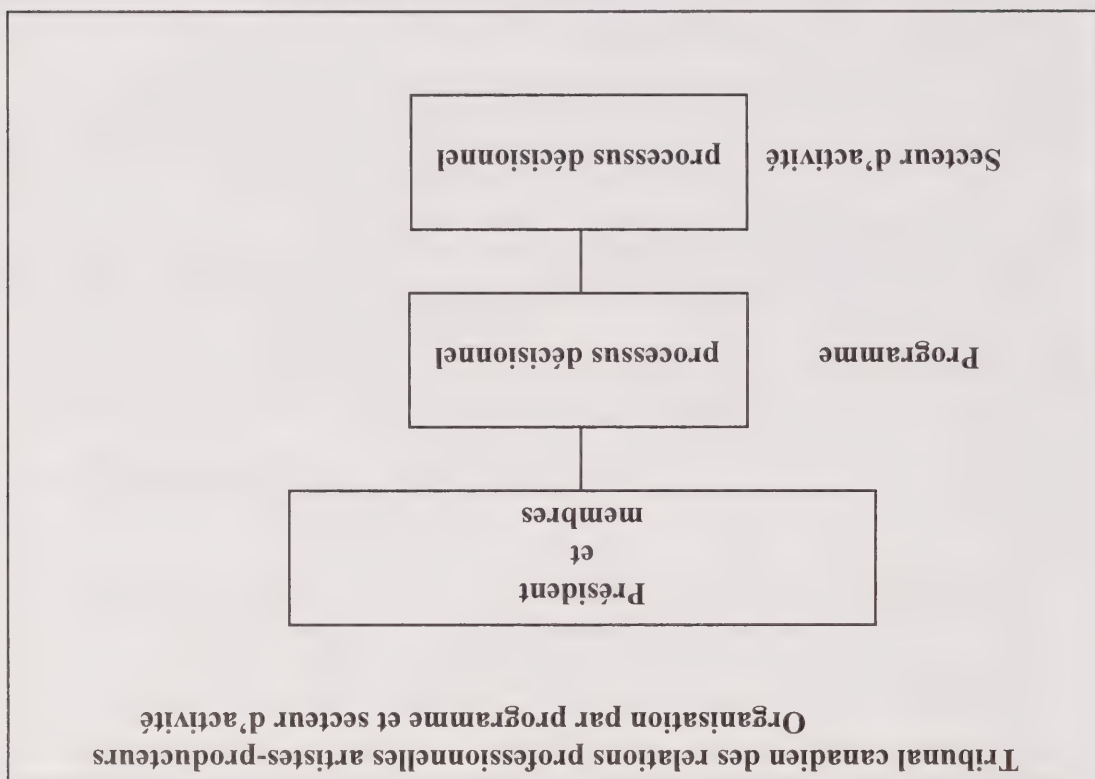 Tribunal canadien des relations professionnelles artistes-producteurs
Organisation par programme et secteur d'activité
Président
et
membres
Programme
processus décisionnel
Secteur d'activité
processus décisionnel